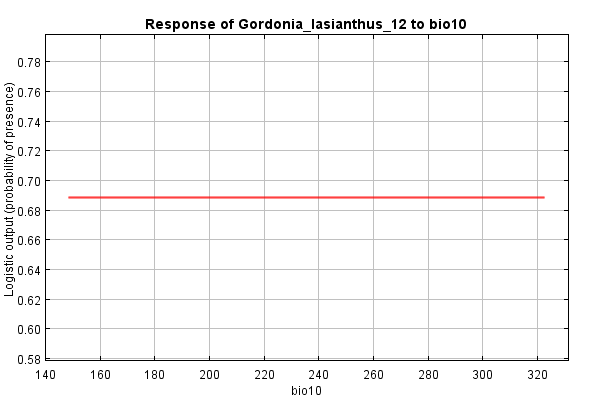 Response of Gordonia_lasianthus_12 to bio10
Logistic output (probability of presence)
0.78
0.76
0.74
0.72
0.70
0.68
0.66
0.64
0.62
0.60
0.58
140 160 180 200 220 240 260 280 300 320
bio10